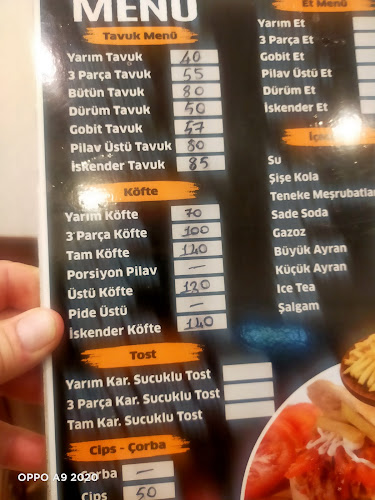 MENÜ
Tavuk Menü
Yarım Tavuk 40
3 Parça Tavuk 55
Bütün Tavuk 80
Dürüm Tavuk 50
Gobit Tavuk 57
Pilav Üstü Tavuk 80
İskender Tavuk 85
Köfte
Yarım Köfte 70
3 Parça Köfte 100
Tam Köfte 140
Porsiyon Pilav —
Üstü Köfte 120
Pide Üstü —
İskender Köfte 140
Tost
Yarım Kar. Sucuklu Tost
3 Parça Kar. Sucuklu Tost
Tam Kar. Sucuklu Tost
Cips - Çorba
Çorba —
Cips 50
Et Menü
Yarım Et
3 Parça Et
Gobit Et
Pilav Üstü Et
Dürüm Et
İskender Et
Su
Şişe Kola
Teneke Meşrubatlar
Sade Soda
Gazoz
Büyük Ayran
Küçük Ayran
Ice Tea
Şalgam
OPPO A9 2020